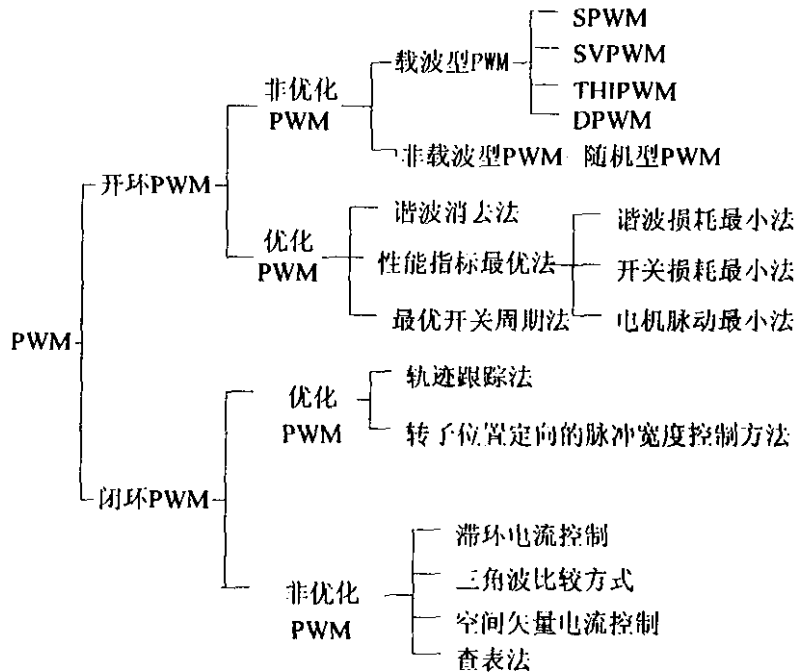 SPWM
SVPWM
THIPWM
DPWM
载波型PWM
非优化
PWM
非载波型PWM 随机型PWM
开环PWM
谐波消去法
优化
PWM
性能指标最优法
谐波损耗最小法
开关损耗最小法
最优开关周期法
电机脉动最小法
PWM
轨迹跟踪法
优化
PWM
转子位置定向的脉冲宽度控制方法
闭环PWM
滞环电流控制
三角波比较方式
非优化
PWM
空间矢量电流控制
查表法